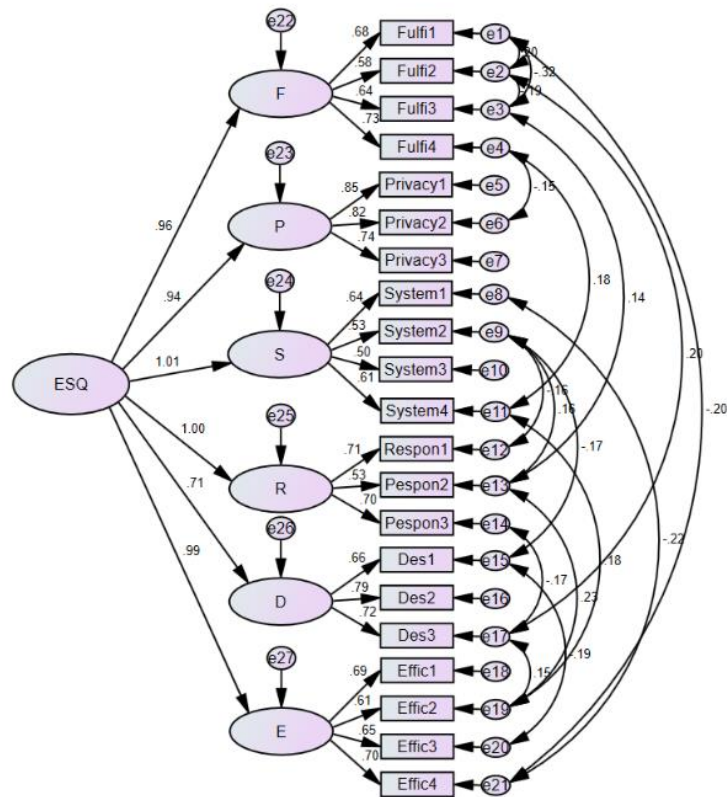 e22
.68
Fulfi1
e1
.58
Fulfi2
e2
-.32
F
.64
Fulfi3
e3
.73
Fulfi4
e4
e23
.85
Privacy1
e5
-.15
.96
P
.82
Privacy2
e6
.74
Privacy3
e7
.94
e24
.64
System1
e8
.18
.14
.53
System2
e9
S
.50
System3
e10
.20
1.01
.61
System4
e11
-.20
ESQ
-.16
.16
e25
.71
Respon1
e12
1.00
-.17
R
.53
Pespon2
e13
.71
.70
Pespon3
e14
e26
-.22
.99
.66
Des1
e15
.18
-.17
D
.79
Des2
e16
.23
.72
Des3
e17
-.19
e27
.15
.69
Effic1
e18
.61
Effic2
e19
E
.65
Effic3
e20
.70
Effic4
e21